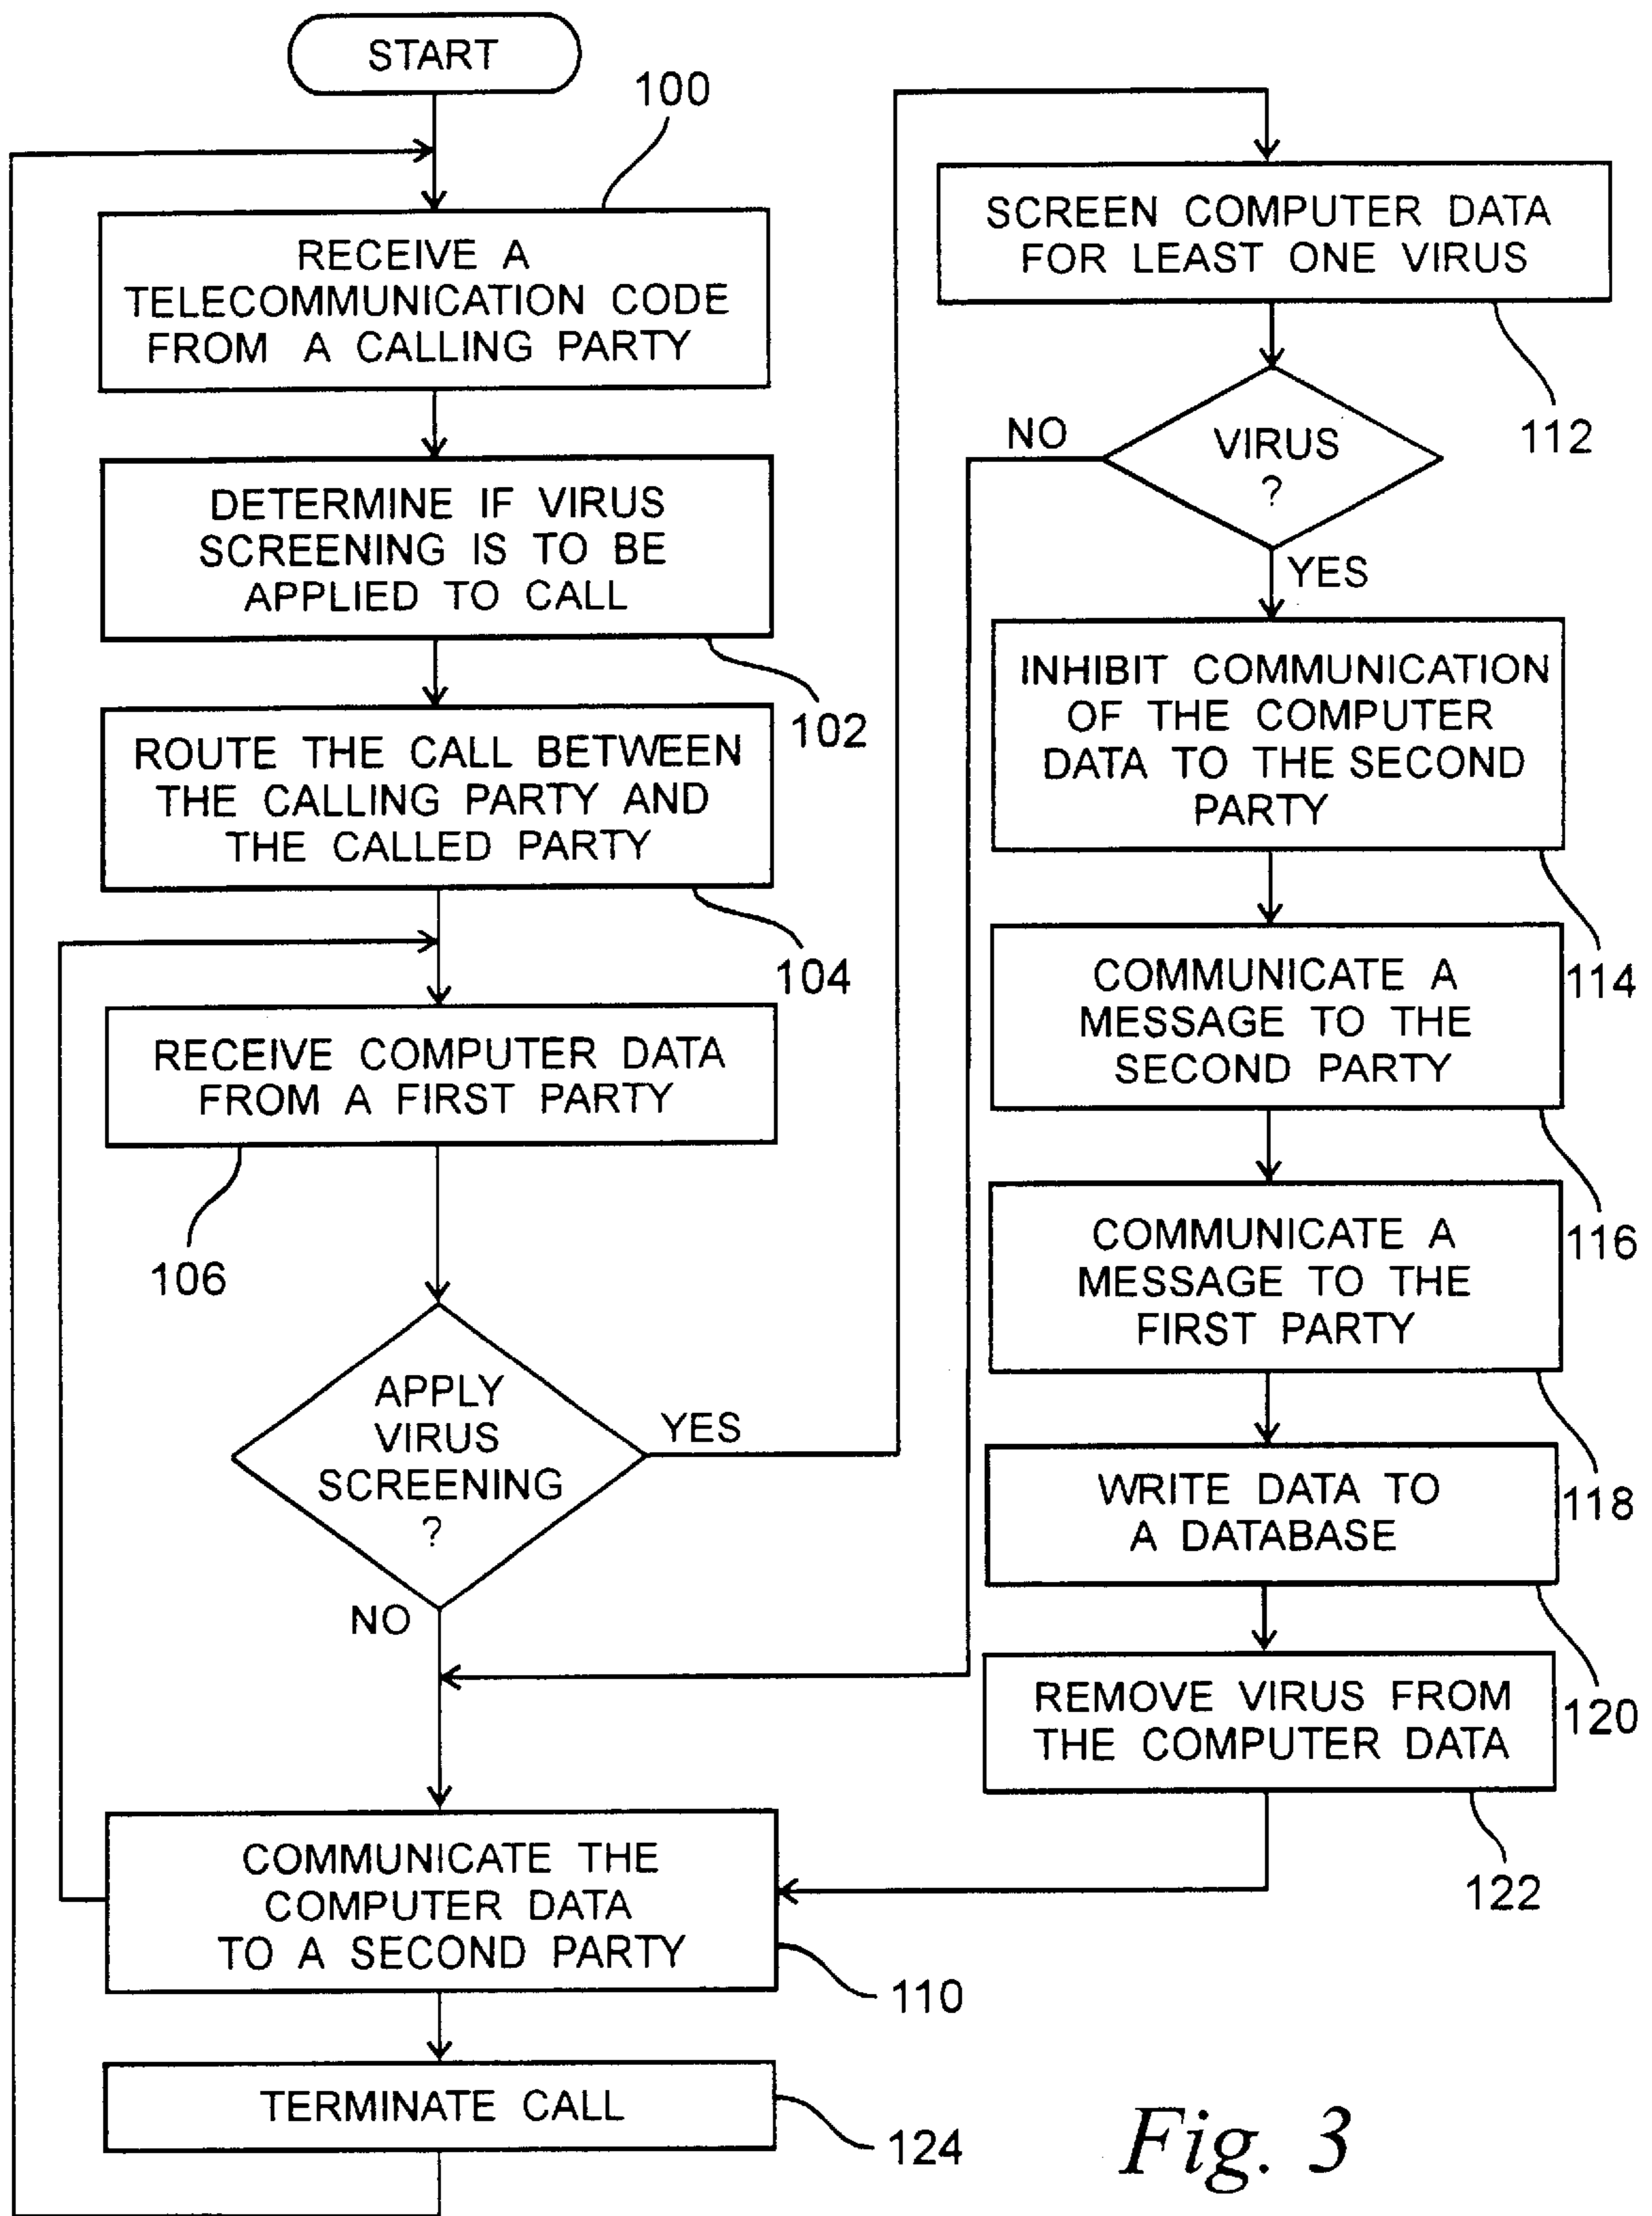 START
100
RECEIVE A
TELECOMMUNICATION CODE
FROM A CALLING PARTY
DETERMINE IF VIRUS
SCREENING IS TO BE
APPLIED TO CALL
102
ROUTE THE CALL BETWEEN
THE CALLING PARTY AND
THE CALLED PARTY
104
RECEIVE COMPUTER DATA
FROM A FIRST PARTY
106
APPLY
VIRUS
SCREENING
?
YES
NO
COMMUNICATE THE
COMPUTER DATA
TO A SECOND PARTY
110
TERMINATE CALL
124
SCREEN COMPUTER DATA
FOR LEAST ONE VIRUS
112
VIRUS
?
NO
YES
INHIBIT COMMUNICATION
OF THE COMPUTER
DATA TO THE SECOND
PARTY
114
COMMUNICATE A
MESSAGE TO THE
SECOND PARTY
116
COMMUNICATE A
MESSAGE TO THE
FIRST PARTY
118
WRITE DATA TO
A DATABASE
120
REMOVE VIRUS FROM
THE COMPUTER DATA
122
Fig. 3